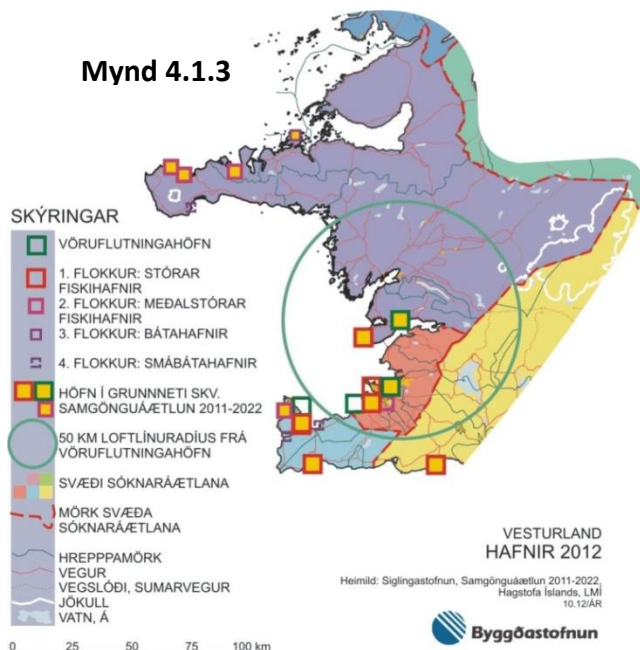 Mynd 4.1.3
SKÝRINGAR
VÖRUFLUTNINGAHÖFN
1. FLOKKUR: STÓRAR
FISKIHAFNIR
2. FLOKKUR: MEÐALSTÓRAR
FISKIHAFNIR
3. FLOKKUR: BÁTAHAFNIR
4. FLOKKUR: SMÁBÁTAHAFNIR
HÖFN Í GRUNNNETI SKV.
SAMGÖNGUÁÆTLUN 2011-2022
50 KM LOFTLÍNURADÍUS FRÁ
VÖRUFLUTNINGAHÖFN
SVÆÐI SÓKNARÁÆTLANA
MÖRK SVÆÐA
SÓKNARÁÆTLANA
HREPPPAMÖRK
VEGUR
VEGSLÓÐI, SUMARVEGUR
JÖKULL
VATN, Á
0 25 50 75 100 km
VESTURLAND
HAFNIR 2012
Heimild: Siglingastofnun, Samgönguáætlun 2011-2022,
Hagstofa Íslands, LMÍ
10.12/ÁR
Byggðastofnun